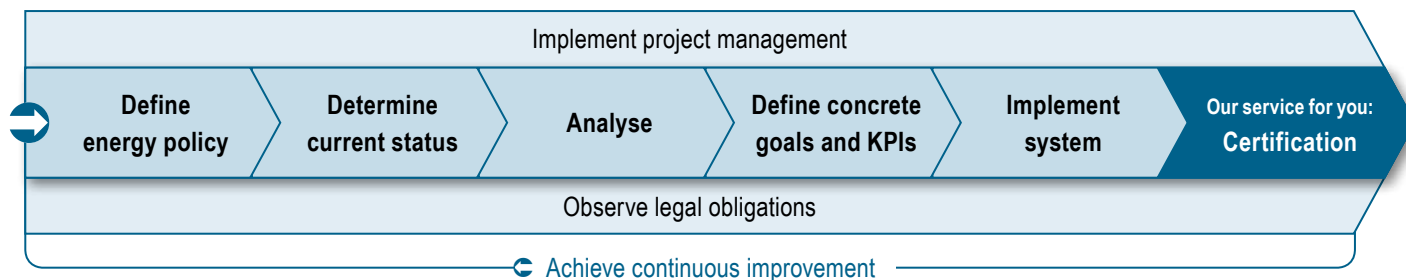 Implement project management
Define
energy policy
Determine
current status
Analyse
Define concrete
goals and KPIs
Implement
system
Our service for you:
Certification
Observe legal obligations
Achieve continuous improvement